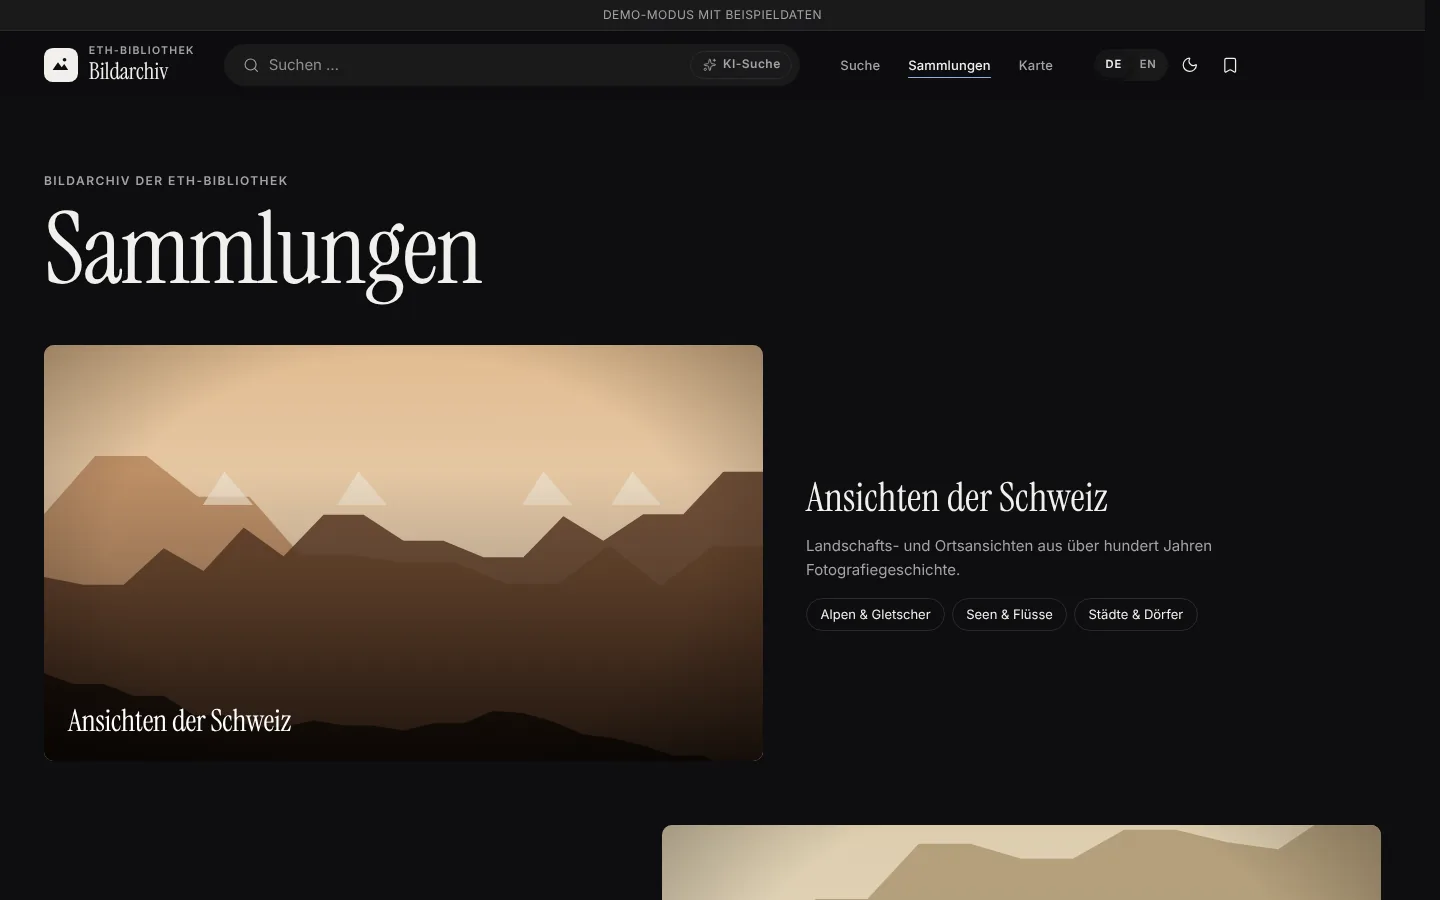 DEMO-MODUS MIT BEISPIELDATEN
ETH-BIBLIOTHEK
Bildarchiv
Suchen ...
KI-Suche
Suche
Sammlungen
Karte
DE
EN
BILDARCHIV DER ETH-BIBLIOTHEK
Sammlungen
Ansichten der Schweiz
Ansichten der Schweiz
Landschafts- und Ortsansichten aus über hundert Jahren
Fotografiegeschichte.
Alpen & Gletscher
Seen & Flüsse
Städte & Dörfer